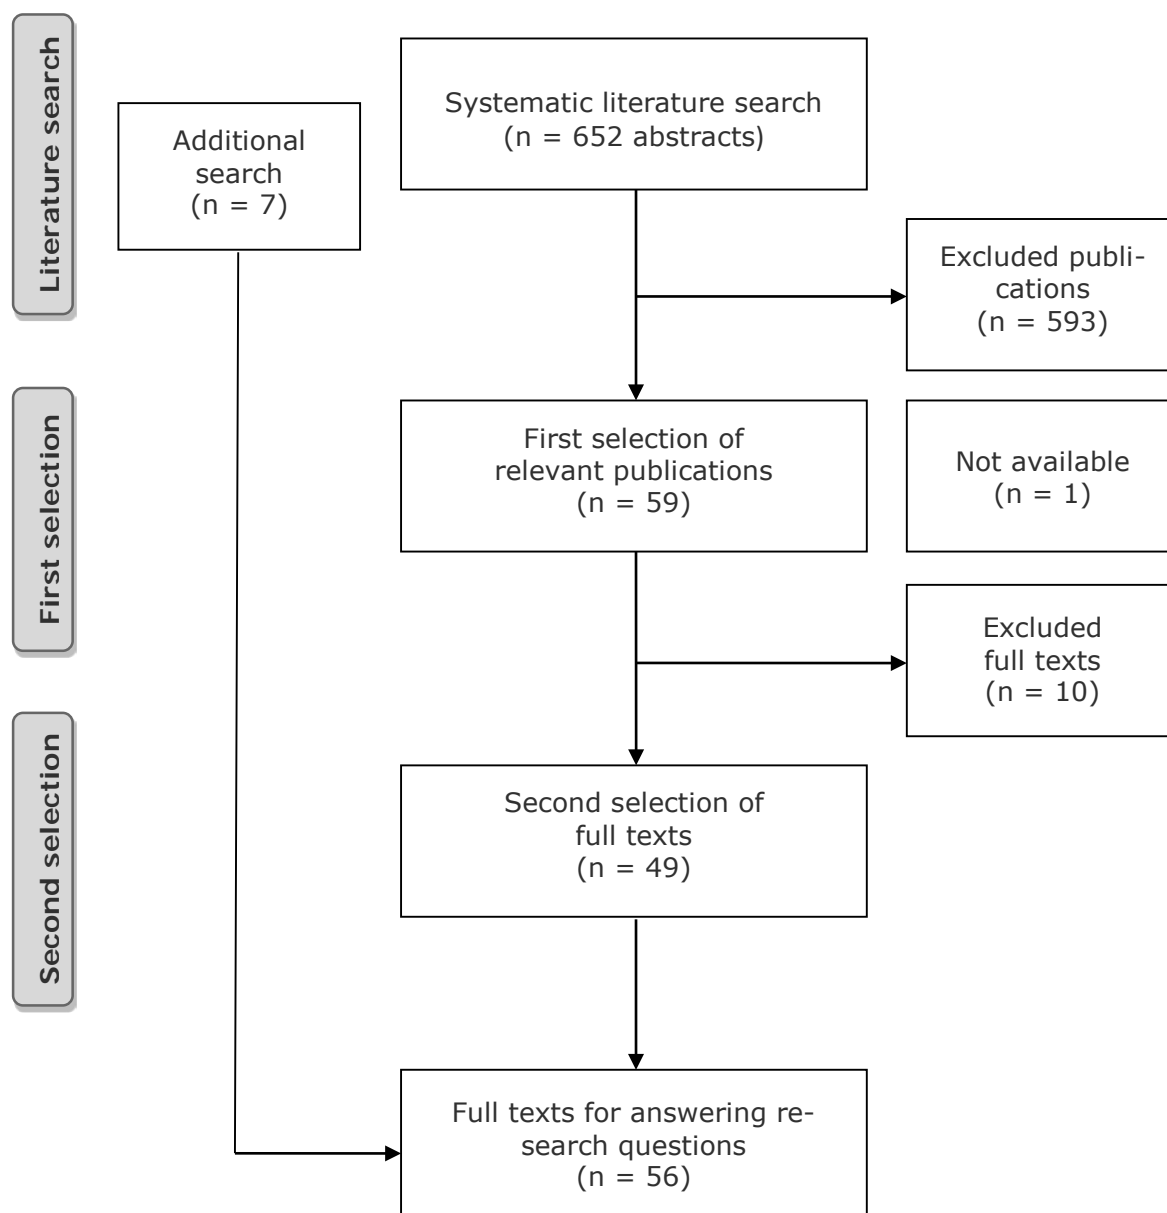 Literature search
Systematic literature search
(n = 652 abstracts)
Additional
search
(n = 7)
Excluded publi-
cations
(n = 593)
First selection
First selection of
relevant publications
(n = 59)
Not available
(n = 1)
Excluded
full texts
(n = 10)
Second selection
Second selection of
full texts
(n = 49)
Full texts for answering re-
search questions
(n = 56)